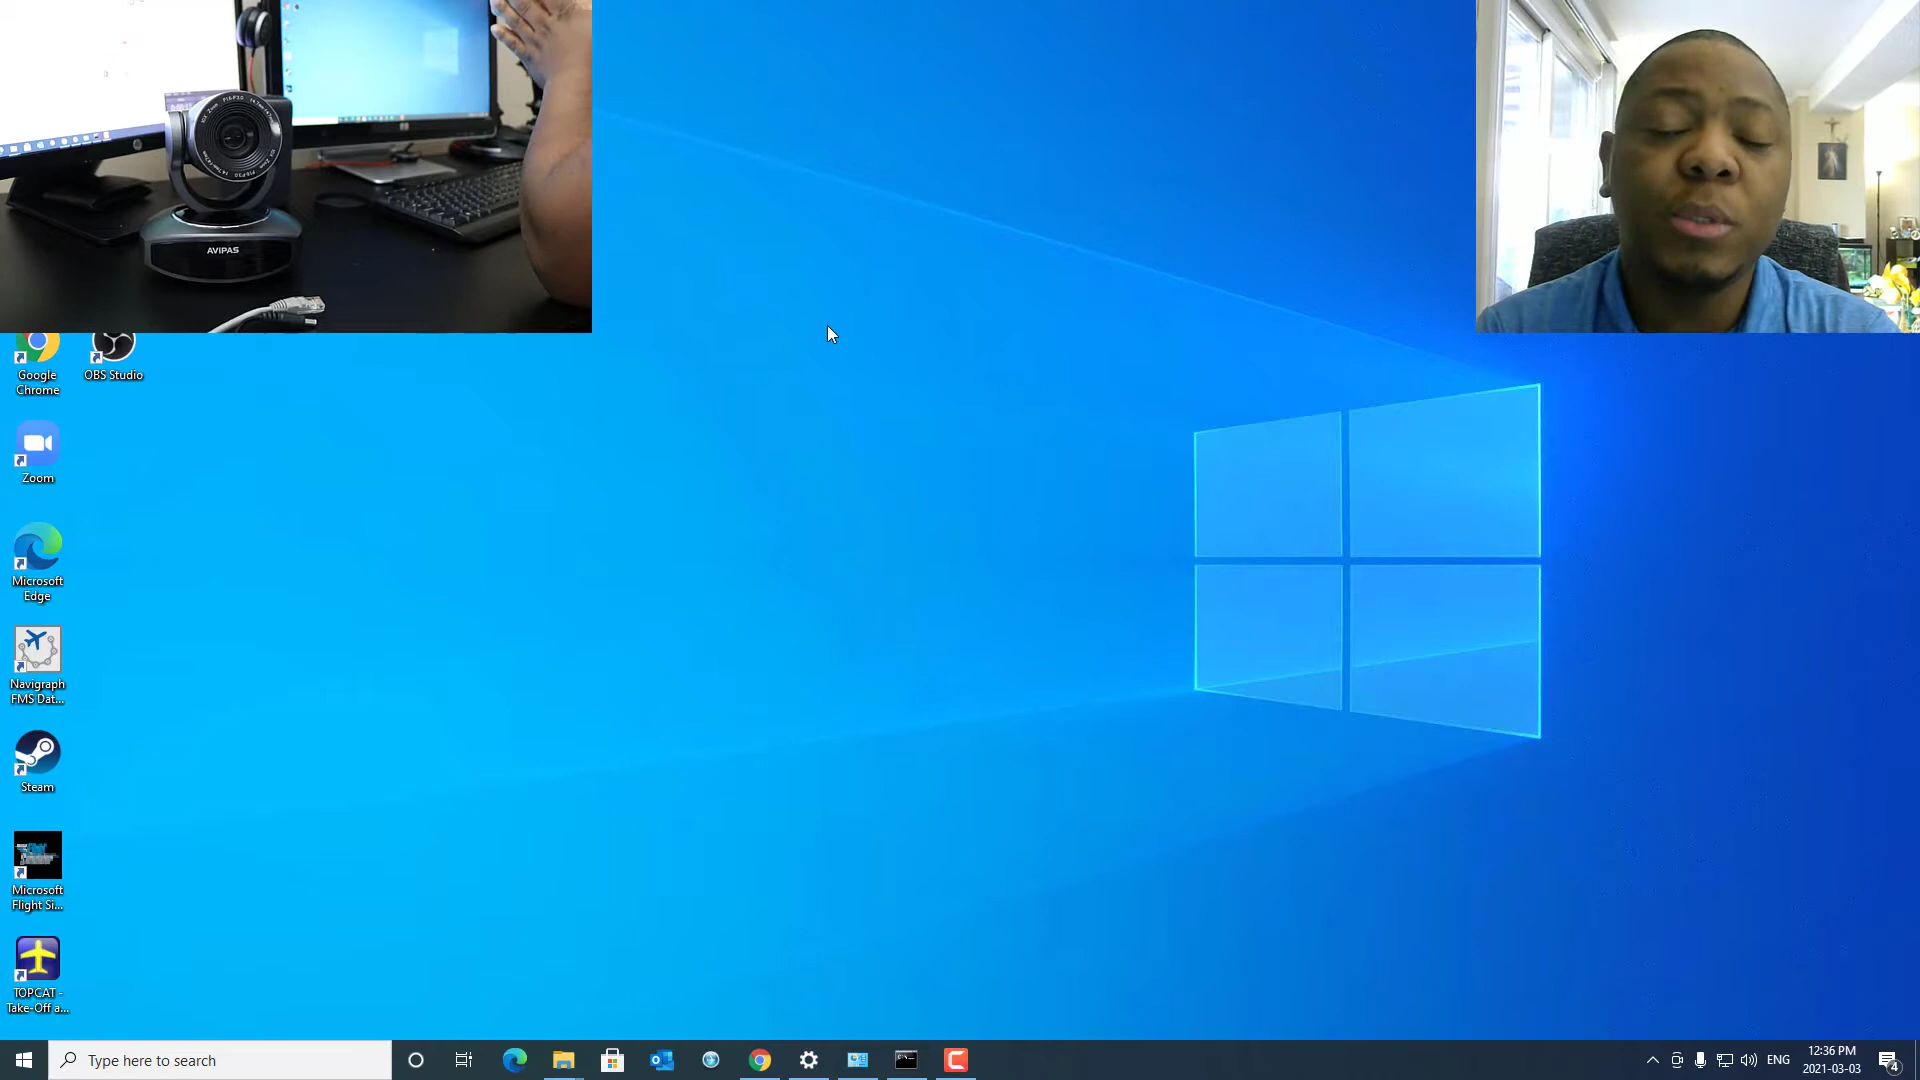 AVIPAS
Google
Chrome
OBS Studio
Zoom
Microsoft
Edge
Navigraph
FMS Dat...
Steam
Microsoft
Flight Si...
TOPCAT -
Take-Off a...
Type here to search
ENG
12:36 PM
2021-03-03
4